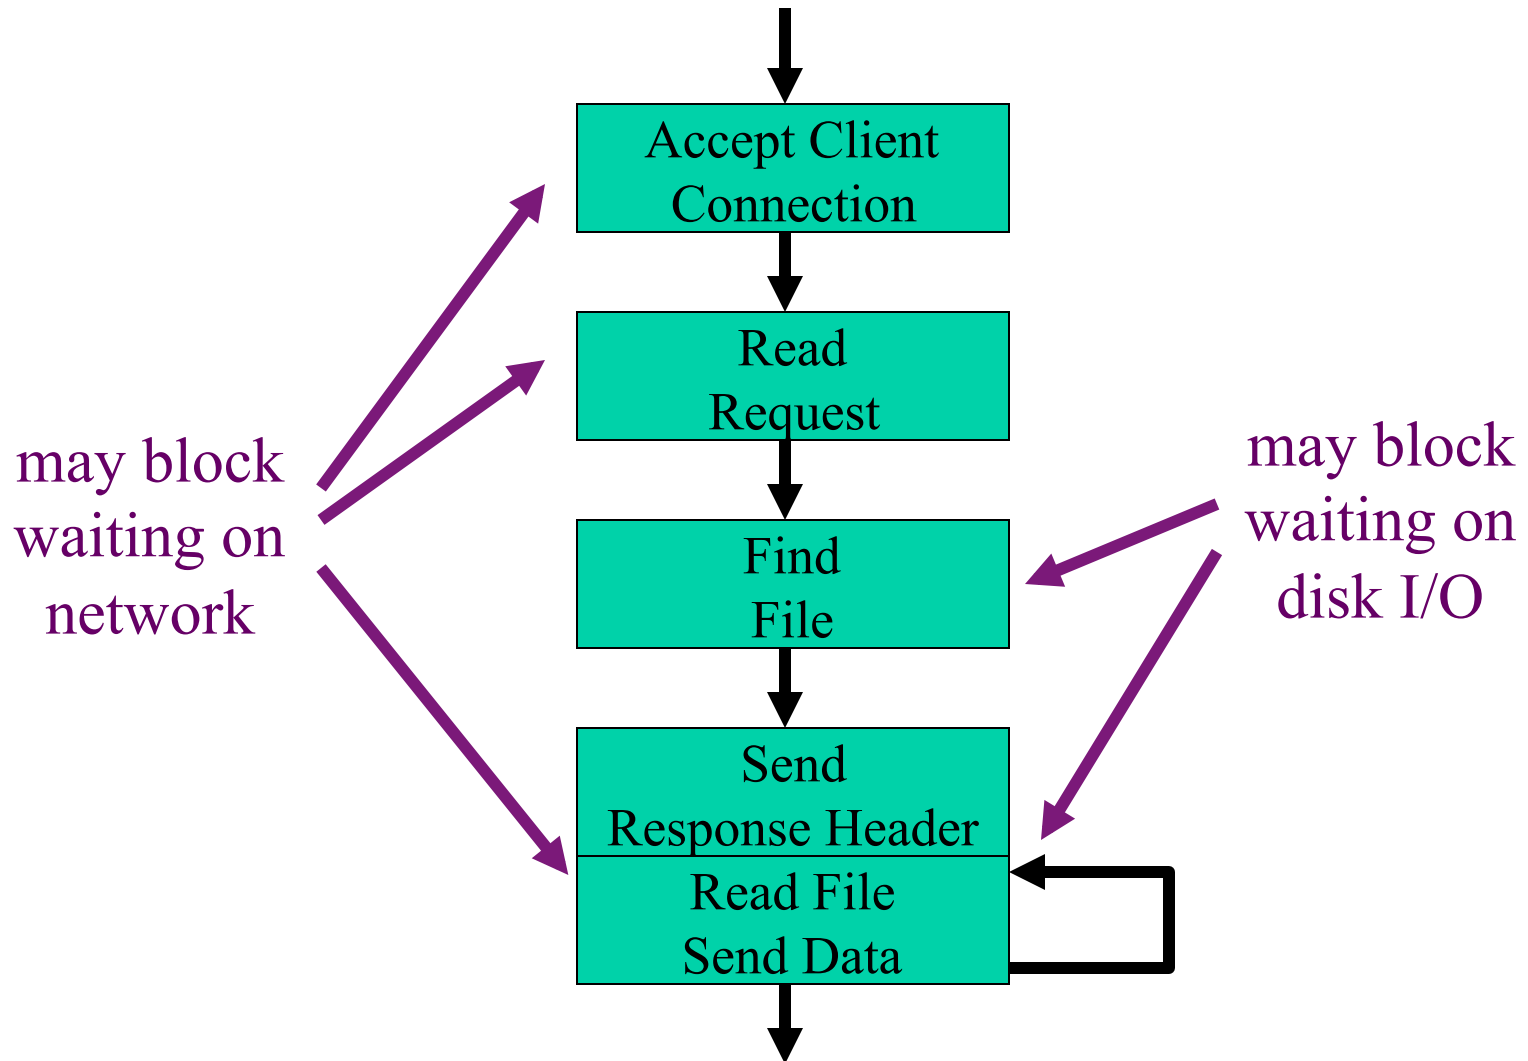 Accept Client
Connection
Read
Request
may block
waiting on
network
may block
waiting on
disk I/O
Find
File
Send
Response Header
Read File
Send Data